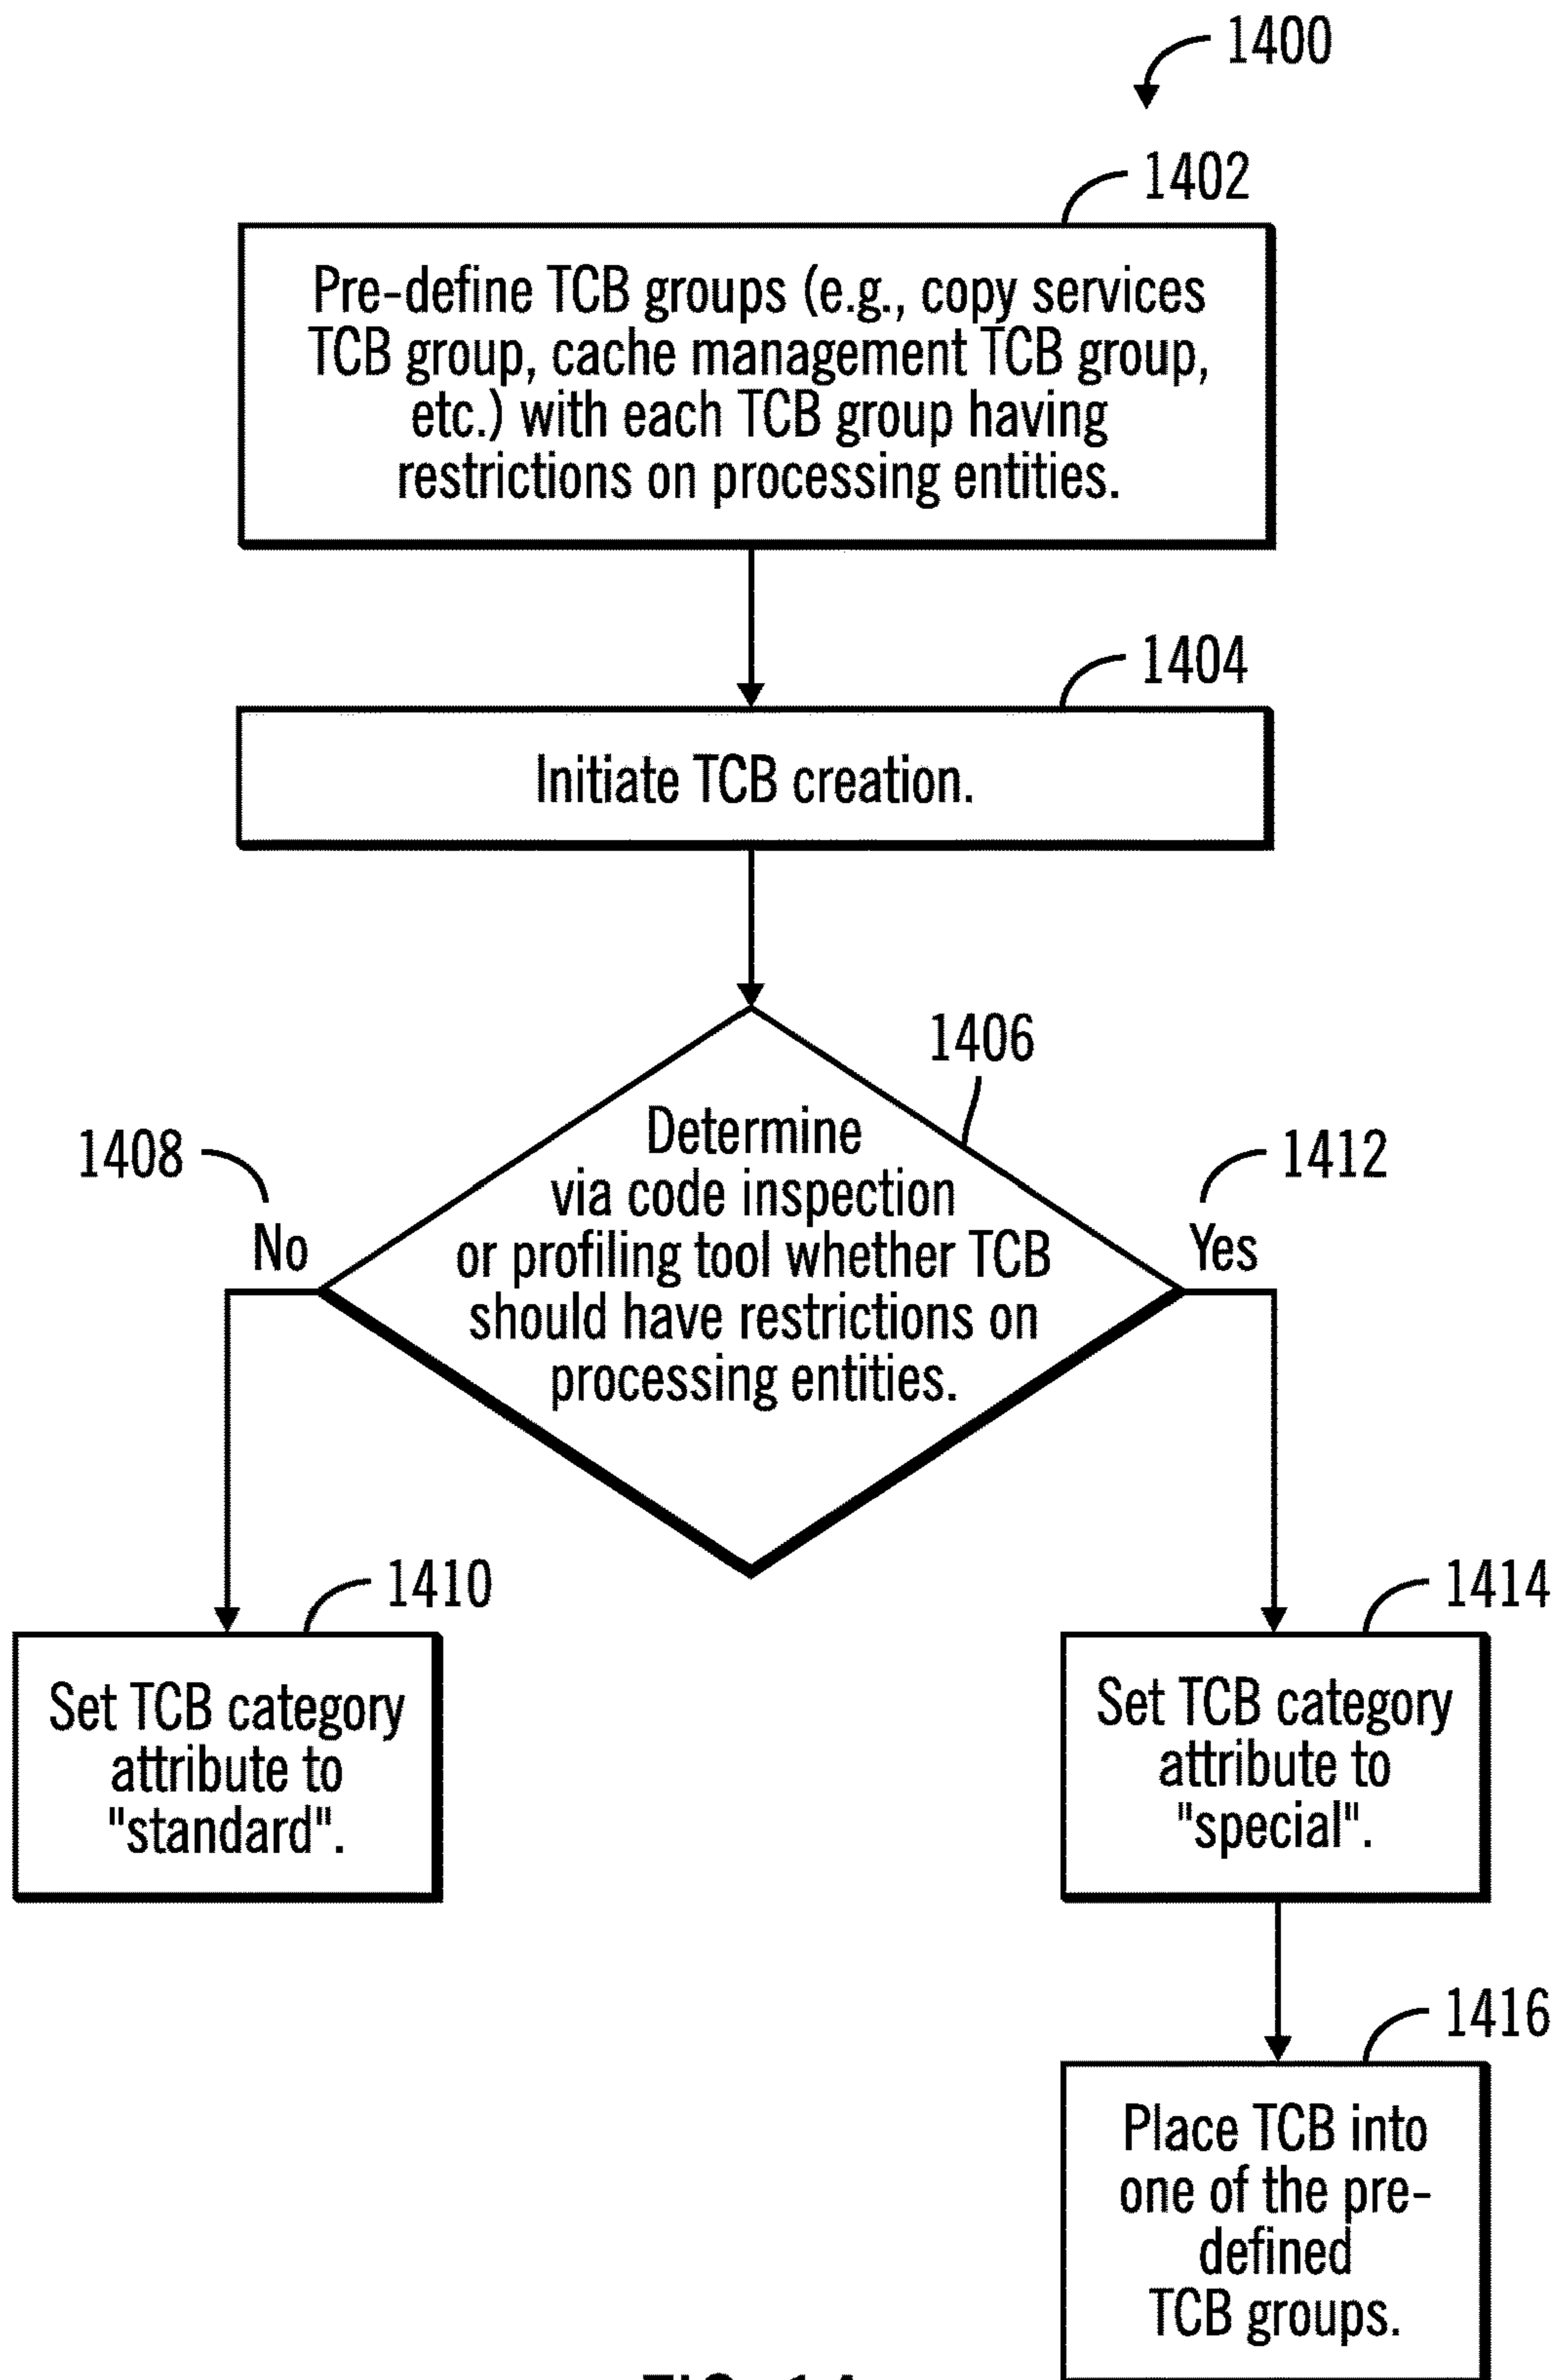 1400
1402
Pre-define TCB groups (e.g., copy services
TCB group, cache management TCB group,
etc.) with each TCB group having
restrictions on processing entities.
1404
Initiate TCB creation.
1406
Determine
via code inspection
or profiling tool whether TCB
should have restrictions on
processing entities.
1408
No
1412
Yes
1410
Set TCB category
attribute to
"standard".
1414
Set TCB category
attribute to
"special".
1416
Place TCB into
one of the pre-
defined
TCB groups.